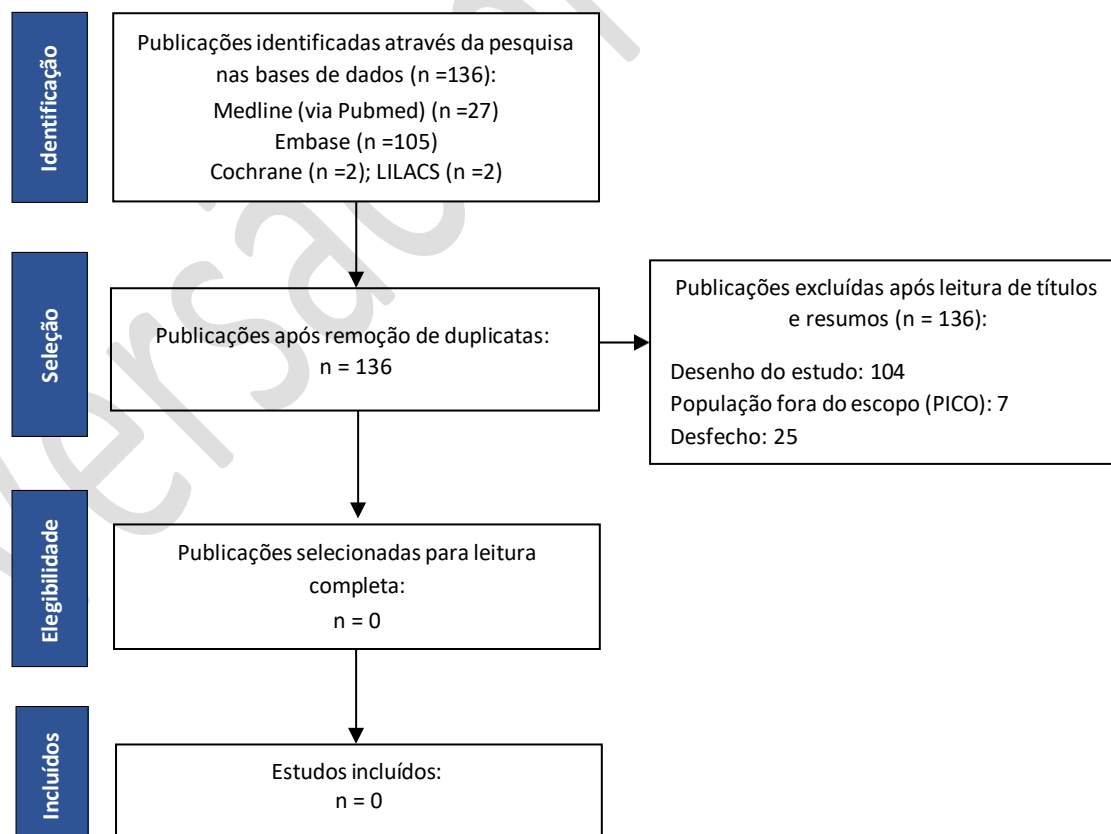 Identificação
Publicações identificadas através da pesquisa
nas bases de dados (n =136):
Medline (via Pubmed) (n =27)
Embase (n =105)
Cochrane (n =2); LILACS (n =2)
Seleção
Publicações após remoção de duplicatas:
n = 136
Publicações excluídas após leitura de títulos
e resumos (n = 136):
Desenho do estudo: 104
População fora do escopo (PICO): 7
Desfecho: 25
Elegibilidade
Publicações selecionadas para leitura
completa:
n = 0
Incluídos
Estudos incluídos:
n = 0